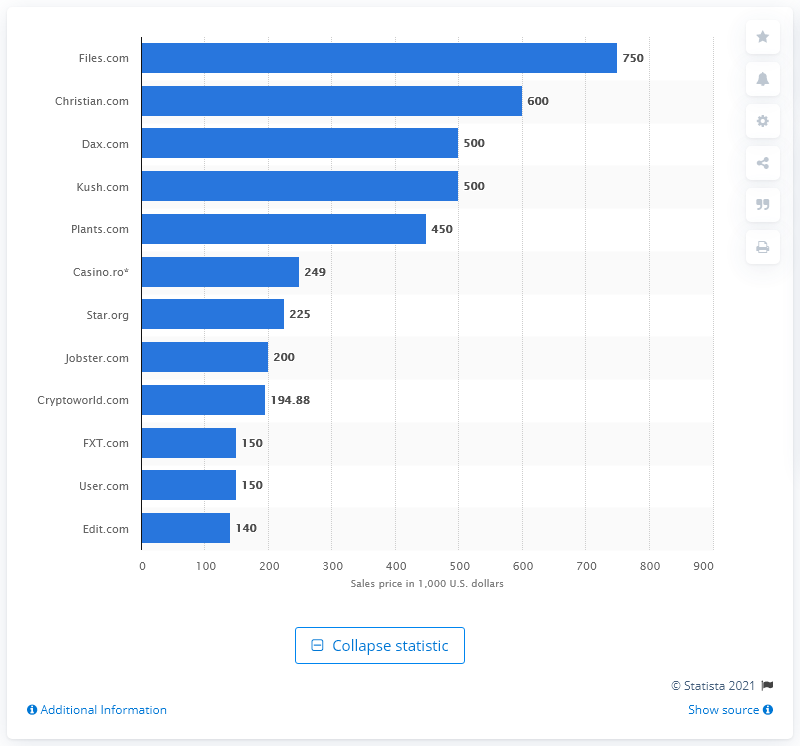 Files.com 750
Christian.com 600
Dax.com 500
Kush.com 500
Plants.com 450
Casino.ro* 249
Star.org 225
Jobster.com 200
Cryptoworld.com 194.88
FXT.com 150
User.com 150
Edit.com 140
0 100 200 300 400 500 600 700 800 900
Sales price in 1,000 U.S. dollars
Collapse statistic
© Statista 2021
Additional Information Show source